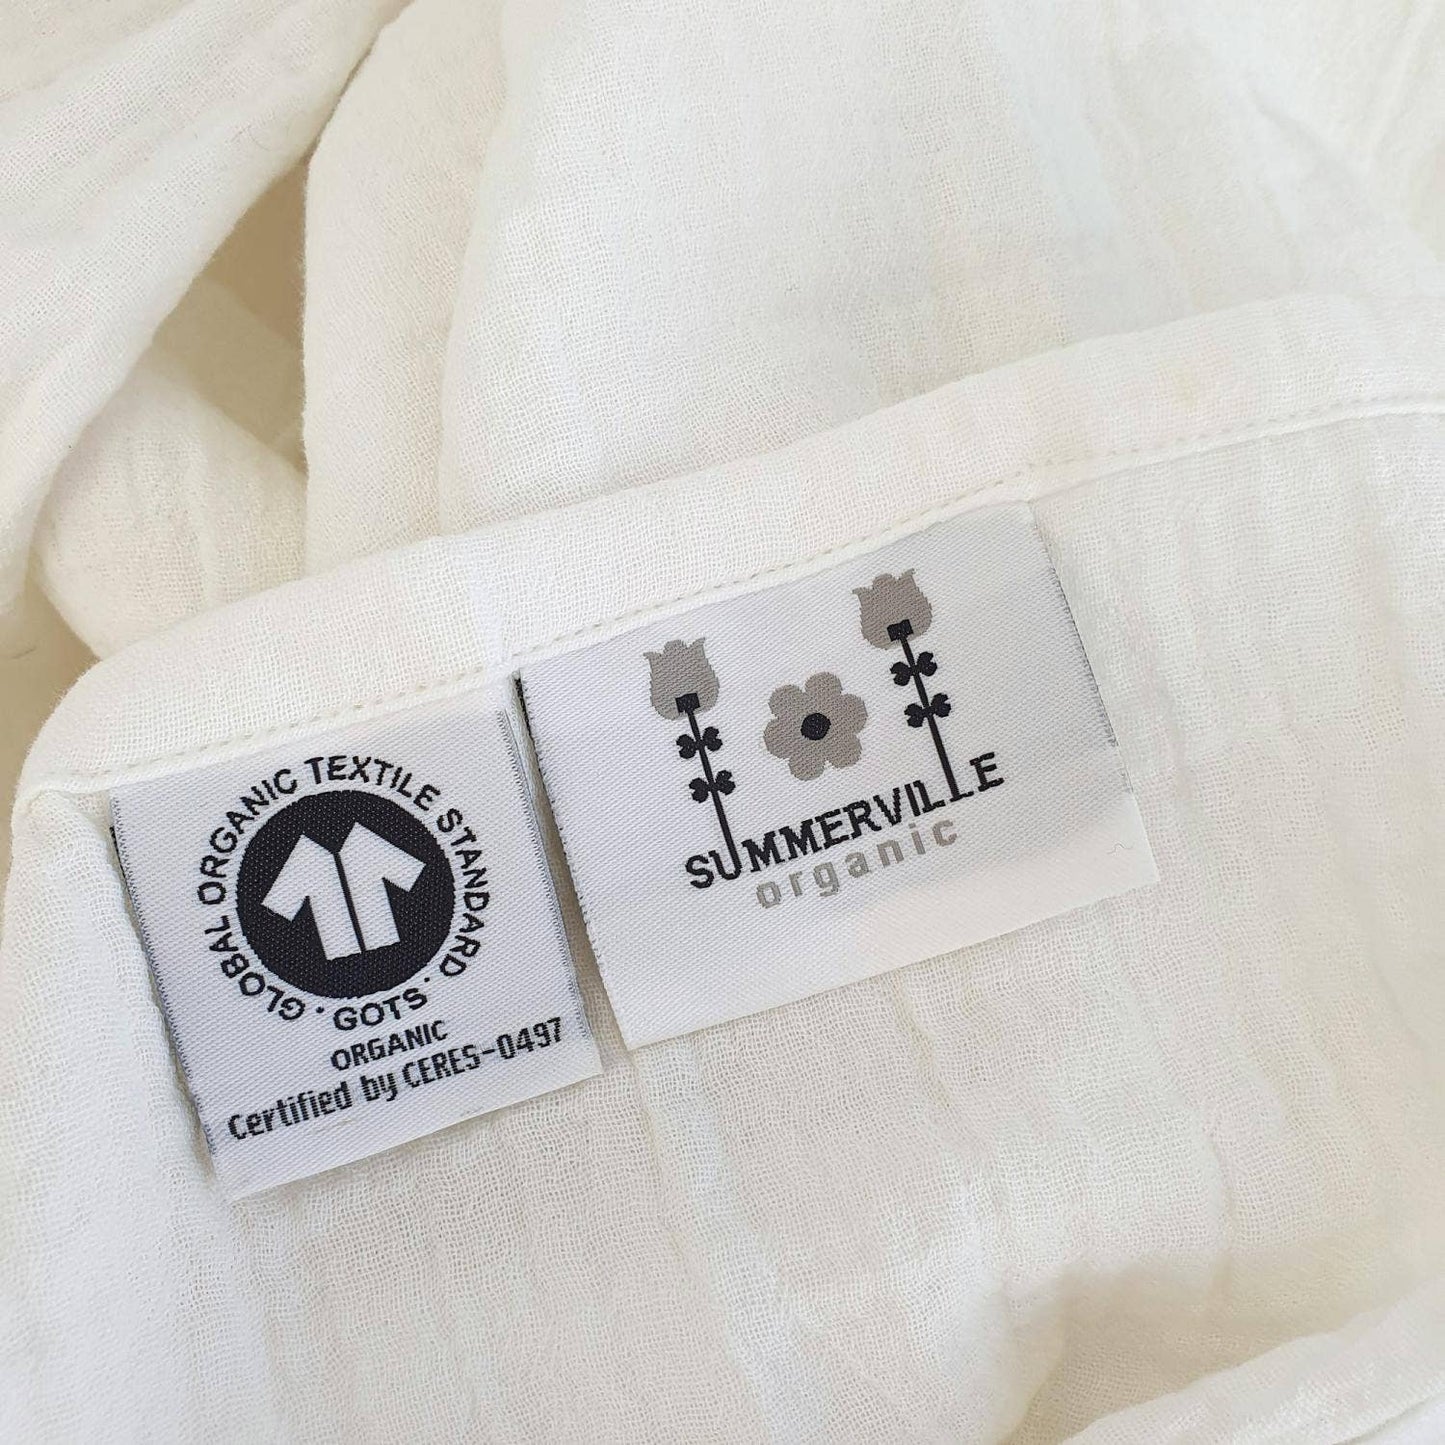 GLOBAL ORGANIC TEXTILE STANDARD · GOTS ·
ORGANIC
Certified by CERES-0497
SUMMERVILLE
organic